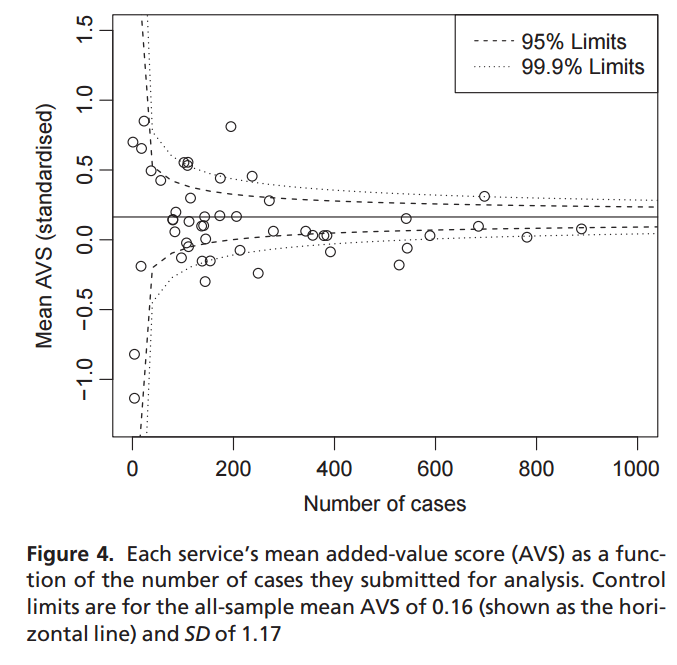 95% Limits
99.9% Limits
1.5
1.0
0.5
0.0
−0.5
−1.0
Mean AVS (standardised)
0 200 400 600 800 1000
Number of cases
Figure 4. Each service's mean added-value score (AVS) as a func-
tion of the number of cases they submitted for analysis. Control
limits are for the all-sample mean AVS of 0.16 (shown as the hori-
zontal line) and SD of 1.17